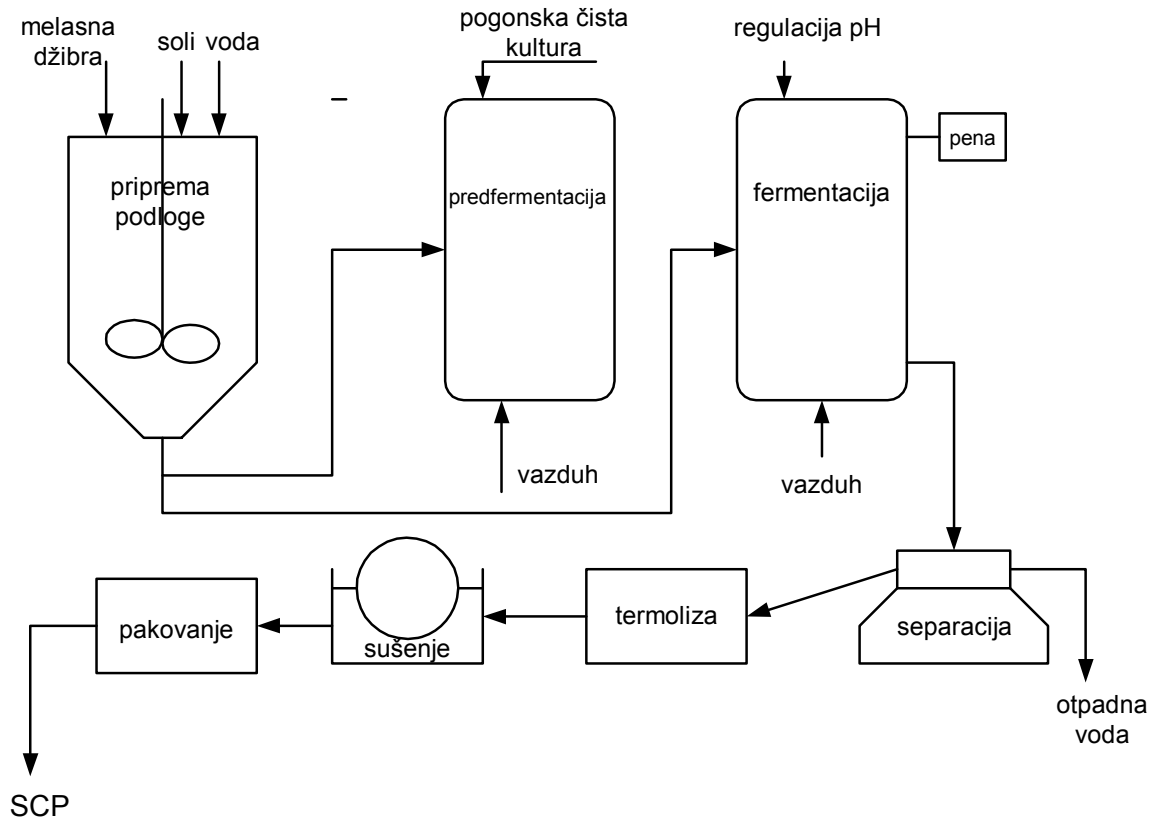 melasna
džibra
soli
voda
pogonska čista
kultura
regulacija pH
pena
priprema
podloge
predfermentacija
fermentacija
vazduh
vazduh
pakovanje
sušenje
termoliza
separacija
otpadna
voda
SCP